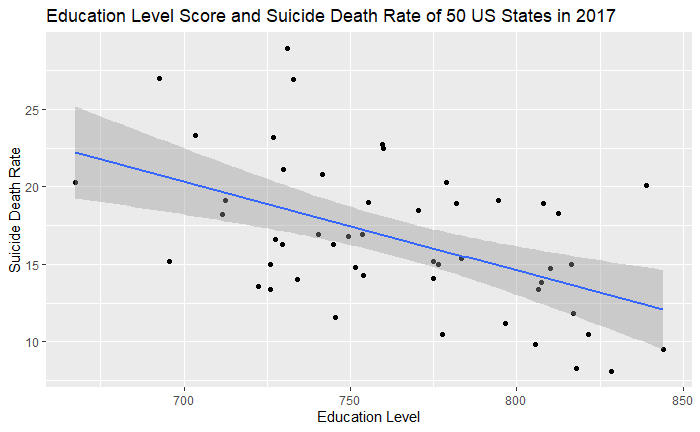 Education Level Score and Suicide Death Rate of 50 US States in 2017
25
20
15
10
Suicide Death Rate
700
750
800
850
Education Level